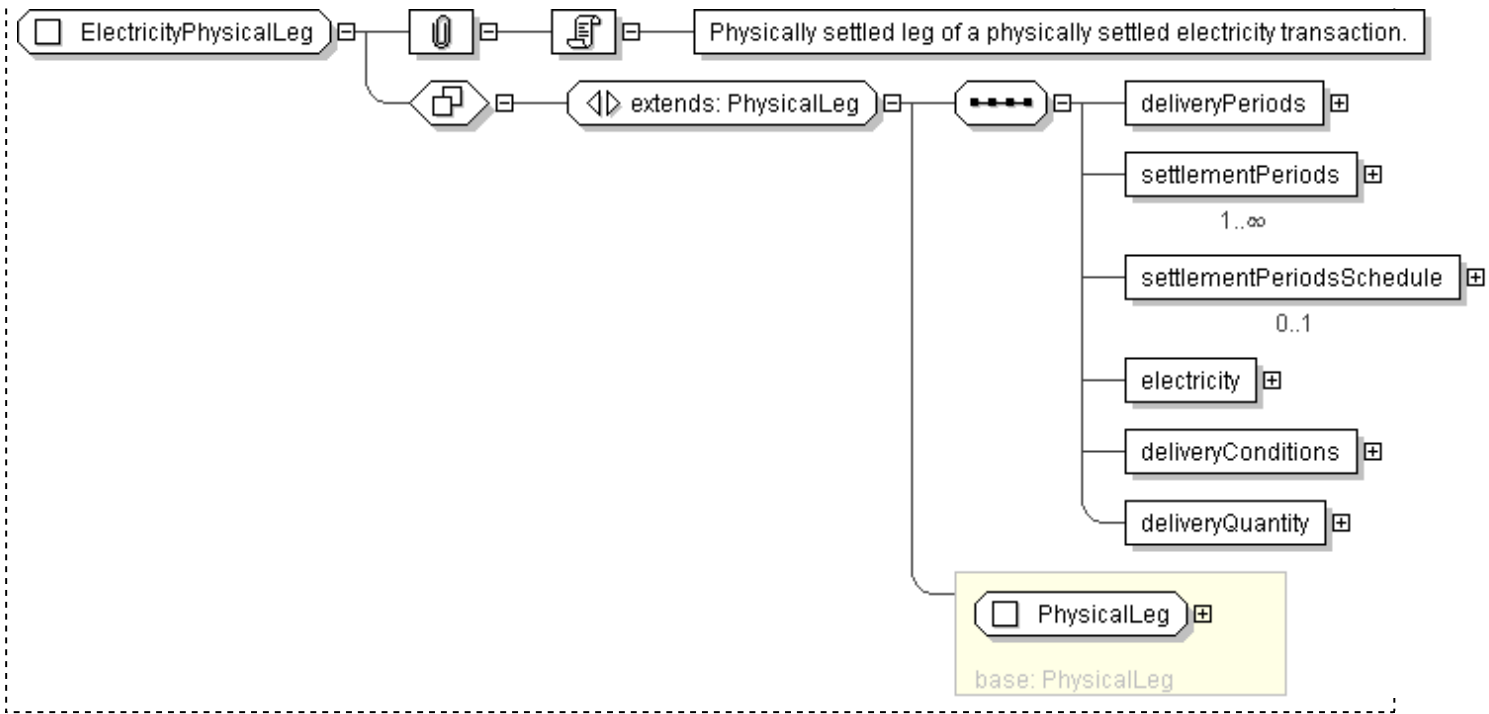 ElectricityPhysicalLeg
Physically settled leg of a physically settled electricity transaction.
extends: PhysicalLeg
deliveryPeriods
settlementPeriods
1..∞
settlementPeriodsSchedule
0..1
electricity
deliveryConditions
deliveryQuantity
PhysicalLeg
base: PhysicalLeg